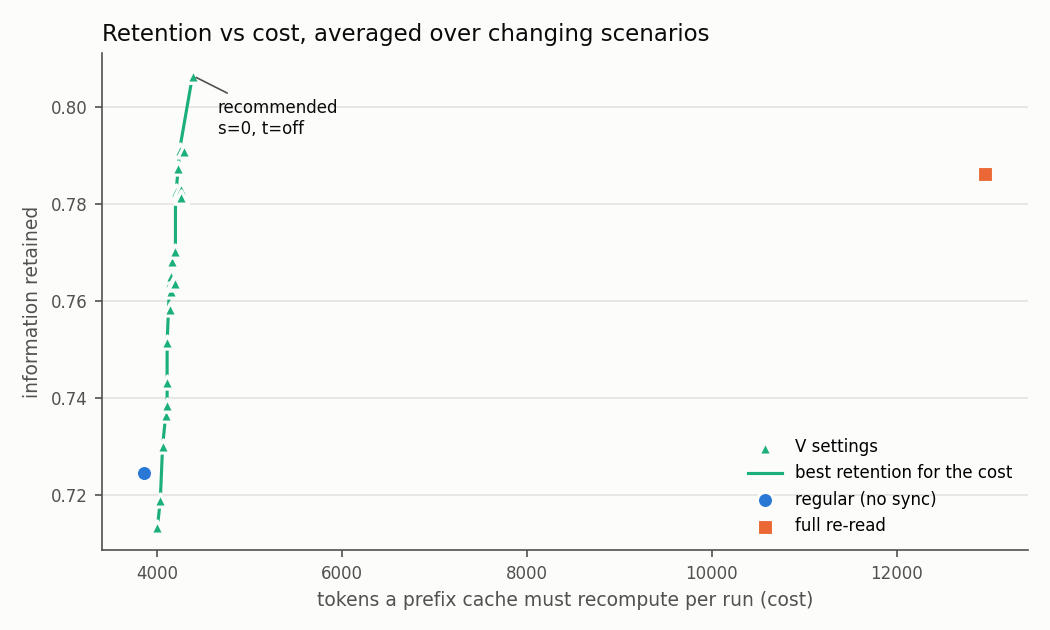 Retention vs cost, averaged over changing scenarios
information retained
0.80
0.78
0.76
0.74
0.72
recommended
s=0, t=off
V settings
best retention for the cost
regular (no sync)
full re-read
4000 6000 8000 10000 12000
tokens a prefix cache must recompute per run (cost)